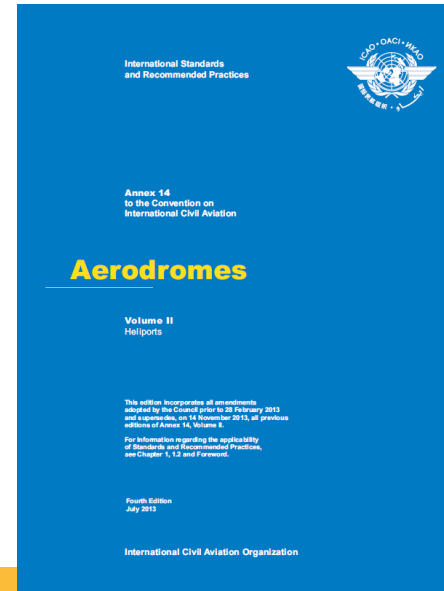 International Standards
and Recommended Practices
ICAO • OACI • ИКАО
Annex 14
to the Convention on
International Civil Aviation
Aerodromes
Volume II
Heliports
This edition incorporates all amendments
adopted by the Council prior to 28 February 2013
and supersedes, on 14 November 2013, all previous
editions of Annex 14, Volume II.
For information regarding the applicability
of Standards and Recommended Practices,
see Chapter 1, 1.2 and Foreword.
Fourth Edition
July 2013
International Civil Aviation Organization